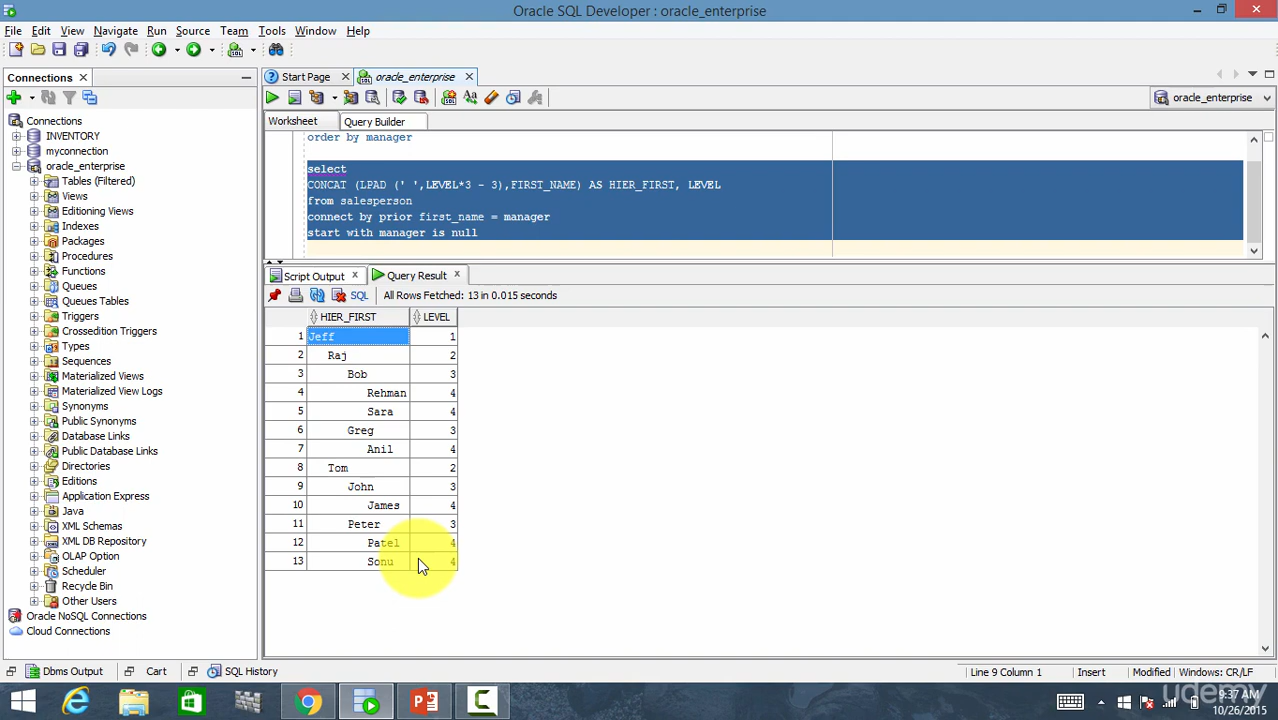 Oracle SQL Developer : oracle_enterprise
File Edit View Navigate Run Source Team Tools Window Help
Connections
Connections
INVENTORY
myconnection
oracle_enterprise
Tables (Filtered)
Views
Editioning Views
Indexes
Packages
Procedures
Functions
Queues
Queues Tables
Triggers
Crossedition Triggers
Types
Sequences
Materialized Views
Materialized View Logs
Synonyms
Public Synonyms
Database Links
Public Database Links
Directories
Editions
Application Express
Java
XML Schemas
XML DB Repository
OLAP Option
Scheduler
Recycle Bin
Other Users
Oracle NoSQL Connections
Cloud Connections
Start Page oracle_enterprise
oracle_enterprise
Worksheet Query Builder
order by manager
select
CONCAT (LPAD (' ',LEVEL*3 - 3),FIRST_NAME) AS HIER_FIRST, LEVEL
from salesperson
connect by prior first_name = manager
start with manager is null
Script Output Query Result
SQL All Rows Fetched: 13 in 0.015 seconds
HIER_FIRST LEVEL
1 Jeff 1
2 Raj 2
3 Bob 3
4 Rehman 4
5 Sara 4
6 Greg 3
7 Anil 4
8 Tom 2
9 John 3
10 James 4
11 Peter 3
12 Patel 4
13 Sonu 4
Dbms Output Cart SQL History
Line 9 Column 1 Insert Modified Windows: CR/LF
udemy
9:37 AM
10/26/2015